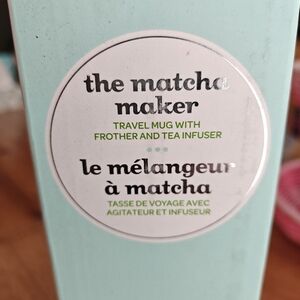 the matcha
maker
TRAVEL MUG WITH
FROTHER AND TEA INFUSER
le mélangeur
à matcha
TASSE DE VOYAGE AVEC
AGITATEUR ET INFUSEUR